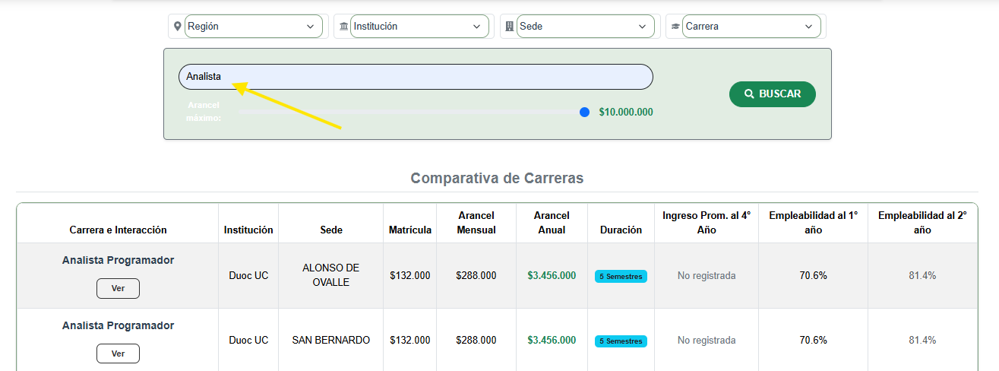 Región
Institución
Sede
Carrera
Analista
BUSCAR
Arancel
máximo:
$10.000.000
Comparativa de Carreras
Carrera e Interacción Institución Sede Matrícula Arancel Mensual Arancel Anual Duración Ingreso Prom. al 4° Año Empleabilidad al 1° año Empleabilidad al 2° año
Analista Programador
Ver
Duoc UC
ALONSO DE
OVALLE
$132.000
$288.000
$3.456.000
5 Semestres
No registrada
70.6%
81.4%
Analista Programador
Ver
Duoc UC
SAN BERNARDO
$132.000
$288.000
$3.456.000
5 Semestres
No registrada
70.6%
81.4%